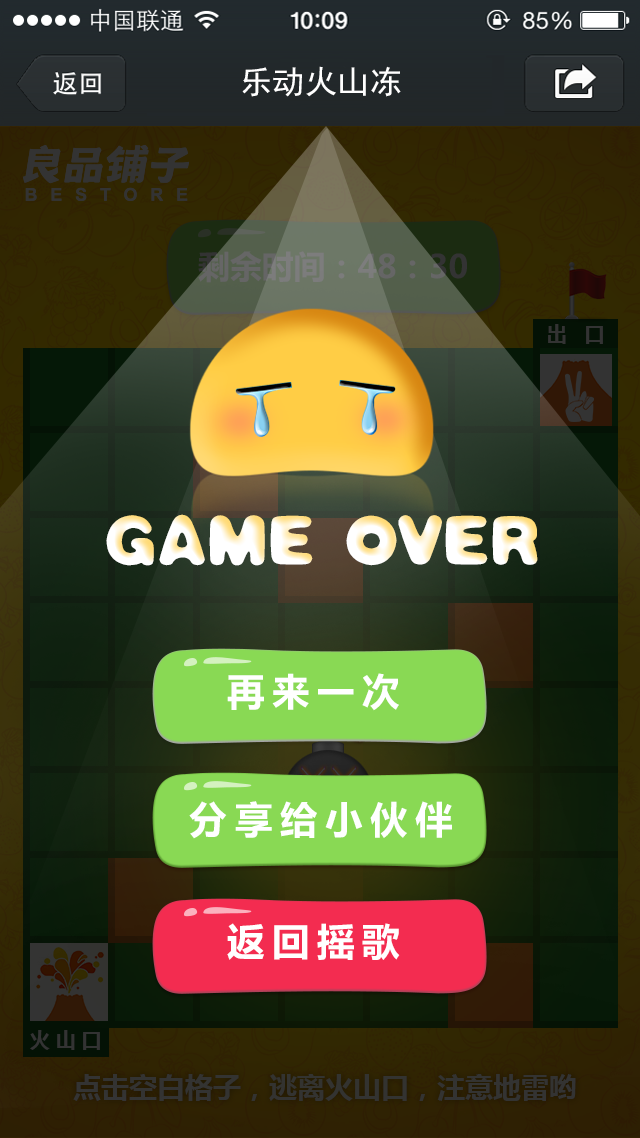 中国联通 10:09 85%
返回 乐动火山冻
良品铺子
BESTORE
剩余时间：48：30
出口
GAME OVER
再来一次
分享给小伙伴
返回摇歌
火山口
点击空白格子，逃离火山口，注意地雷哟